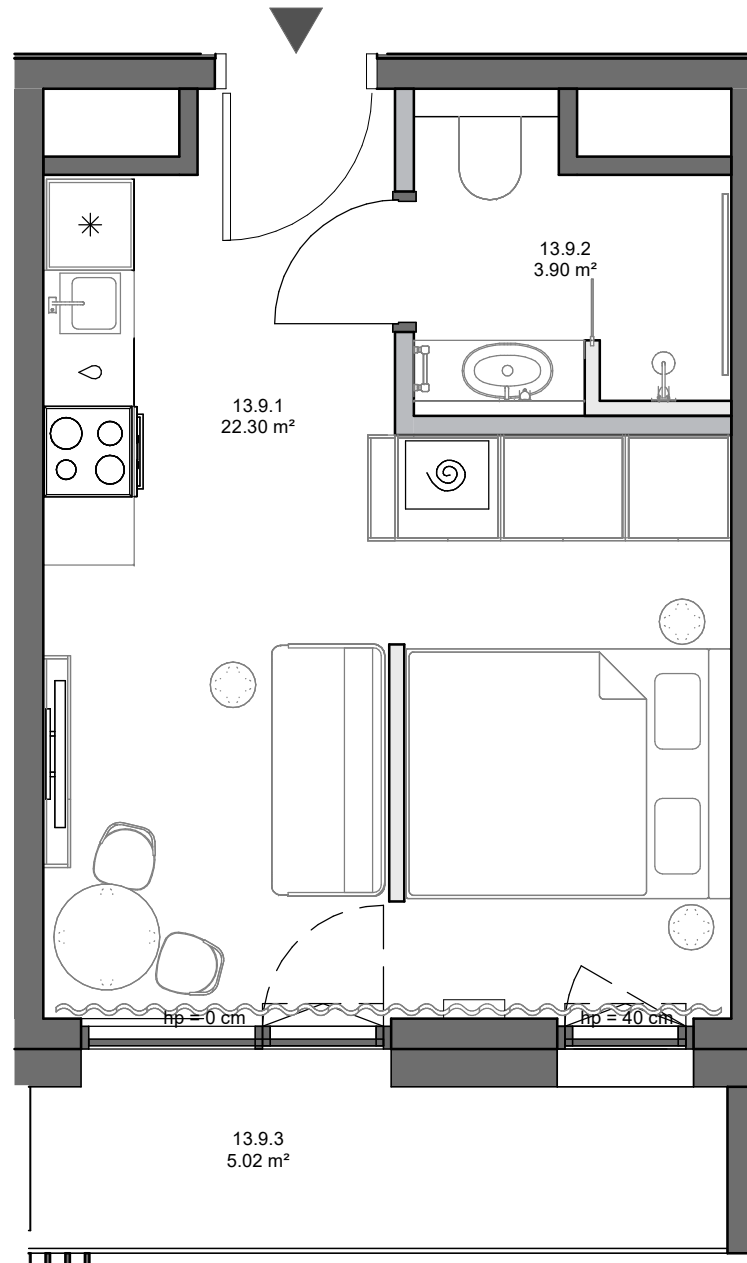 13.9.2
3.90 m²
13.9.1
22.30 m²
hp = 0 cm
hp = 40 cm
13.9.3
5.02 m²